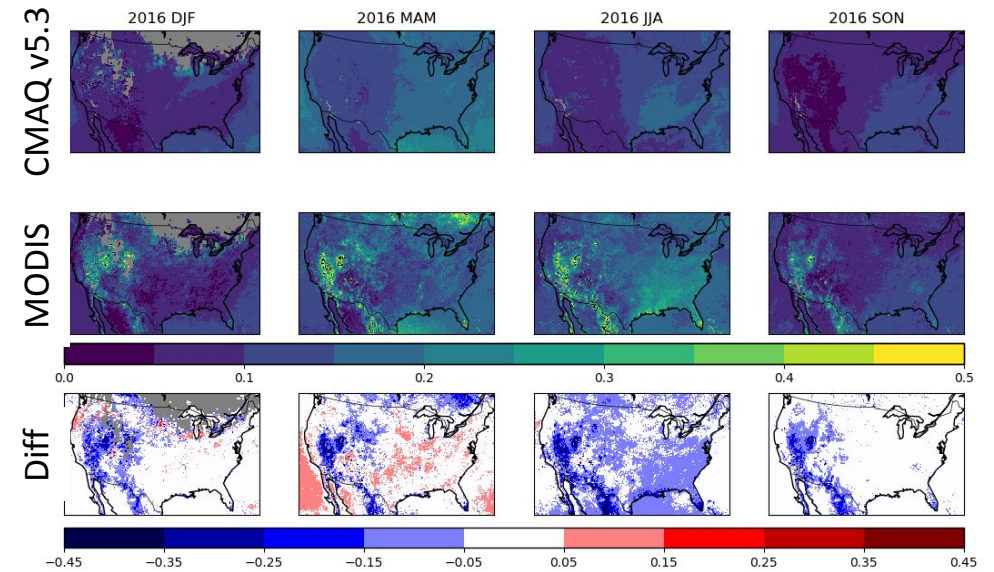 2016 DJF 2016 MAM 2016 JJA 2016 SON
CMAQ v5.3
MODIS
0.0 0.1 0.2 0.3 0.4 0.5
Diff
−0.45 −0.35 −0.25 −0.15 −0.05 0.05 0.15 0.25 0.35 0.45